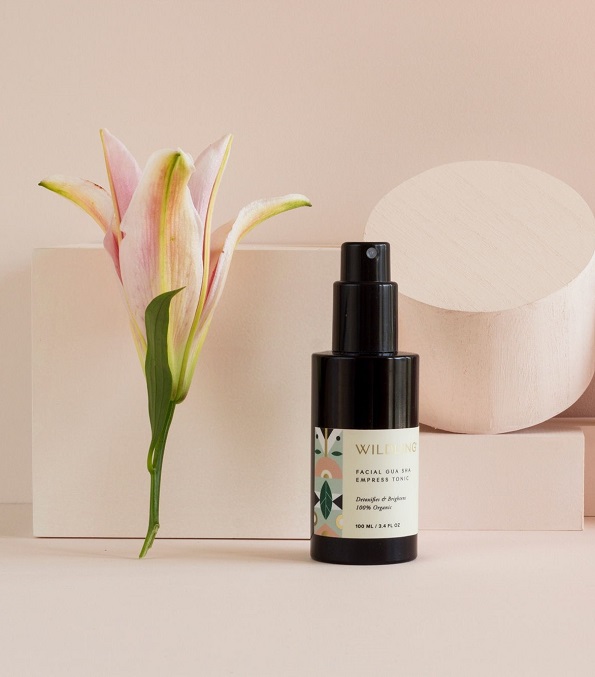 WILDLING
FACIAL GUA SHA
EMPRESS TONIC
Detoxifies & Brightens
100% Organic
100 ML / 3.4 FL OZ